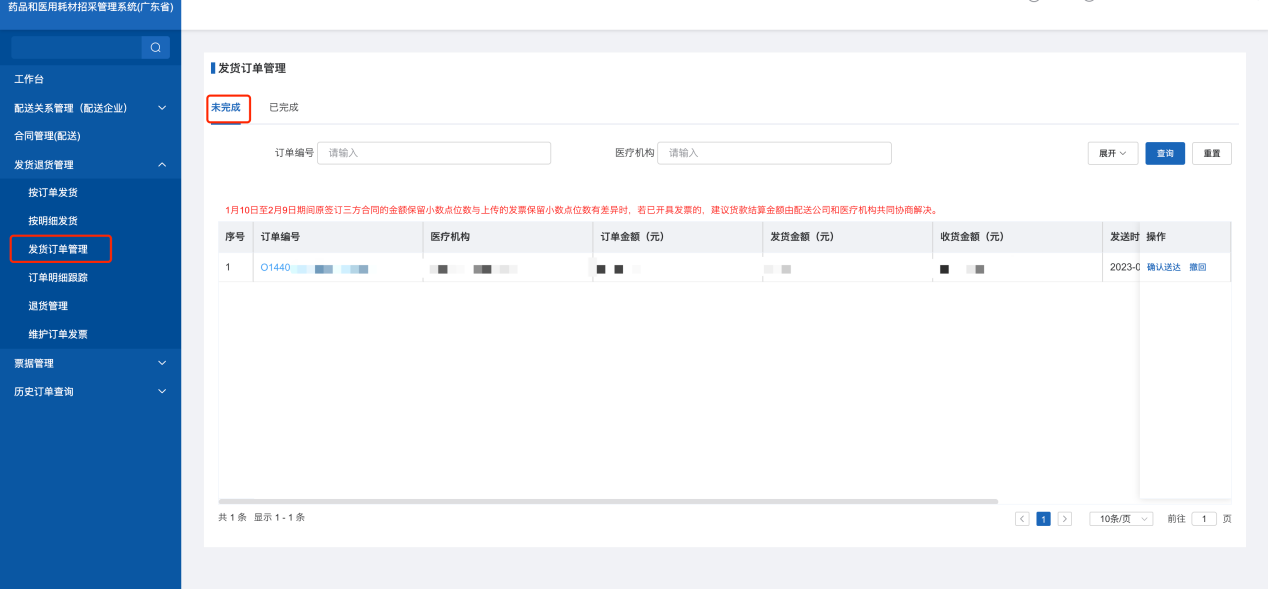 药品和医用耗材招采管理系统(广东省)
工作台
配送关系管理（配送企业）
合同管理(配送)
发货退货管理
按订单发货
按明细发货
发货订单管理
订单明细跟踪
退货管理
维护订单发票
票据管理
历史订单查询
发货订单管理
未完成 已完成
订单编号 请输入 医疗机构 请输入 展开 查询 重置
1月10日至2月9日期间原签订三方合同的金额保留小数点位数与上传的发票保留小数点位数有差异时，若已开具发票的，建议货款结算金额由配送公司和医疗机构共同协商解决。
序号 订单编号 医疗机构 订单金额（元） 发货金额（元） 收货金额（元） 发送时 操作
1 O1440 2023-0 确认送达 撤回
共 1 条 显示 1 - 1 条 1 10条/页 前往 1 页